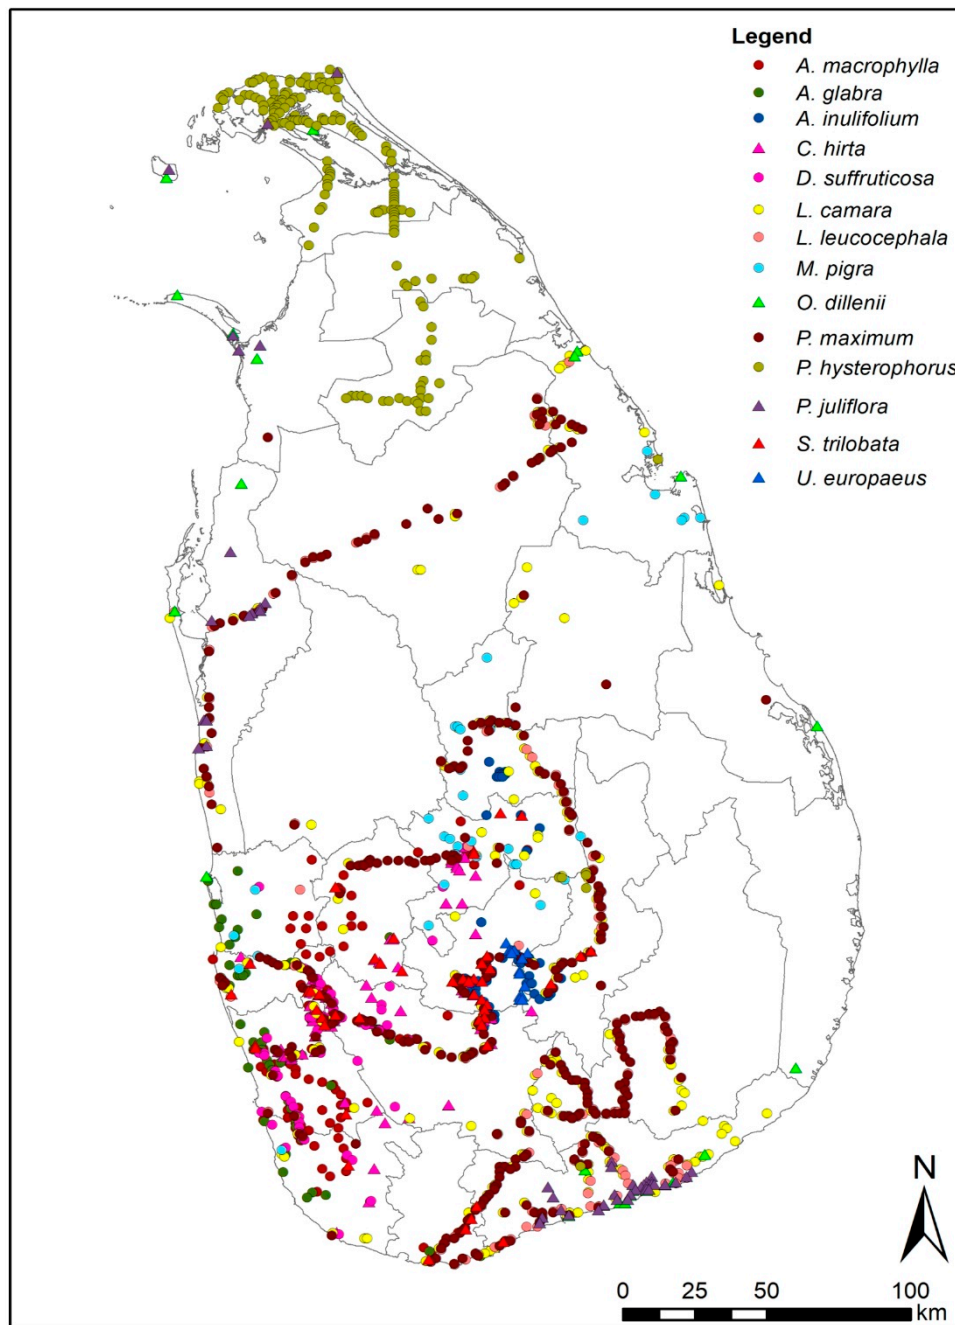 Legend
A. macrophylla
A. glabra
A. inulifolium
C. hirta
D. suffruticosa
L. camara
L. leucocephala
M. pigra
O. dillenii
P. maximum
P. hysterophorus
P. juliflora
S. trilobata
U. europaeus
N
0 25 50 100
km